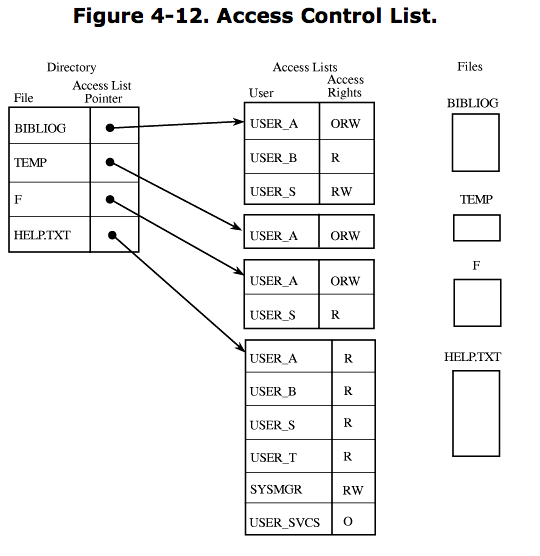 Figure 4-12. Access Control List.
Directory
File
Access List
Pointer
BIBLIOG
TEMP
F
HELP.TXT
Access Lists
User
Access
Rights
USER_A ORW
USER_B R
USER_S RW
USER_A ORW
USER_A ORW
USER_S R
USER_A R
USER_B R
USER_S R
USER_T R
SYSMGR RW
USER_SVCS O
Files
BIBLIOG
TEMP
F
HELP.TXT